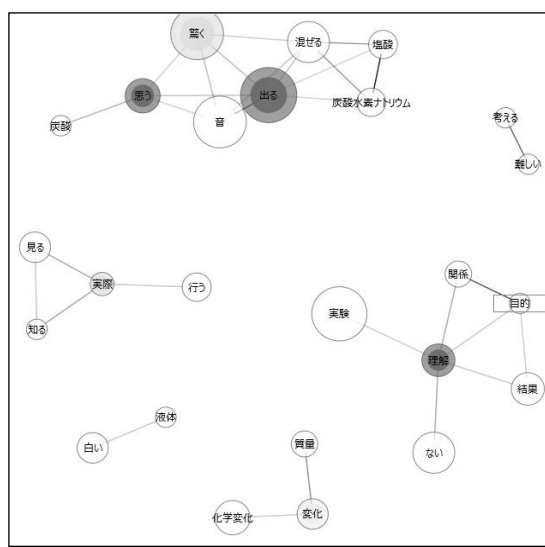 驚く
混ぜる
塩酸
思う
出る
炭酸水素ナトリウム
音
炭酸
考える
難しい
見る
実際
行う
知る
関係
目的
実験
理解
結果
液体
白い
質量
ない
化学変化
変化